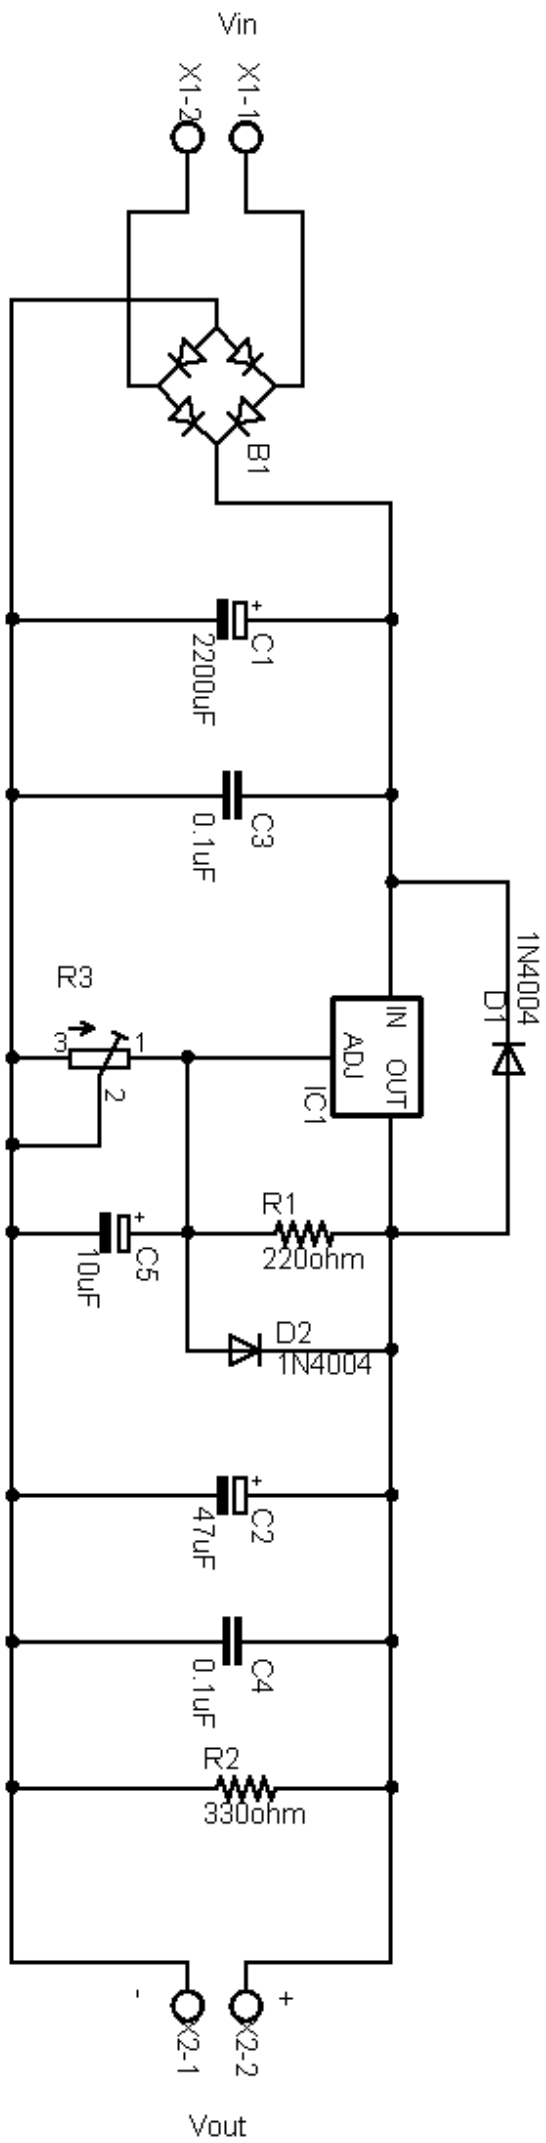 Vin
X1-2
X1-1
B1
+
C1
2200uF
C3
0.1uF
1N4004
D1
R3
3
1
2
IN
ADJ
OUT
IC1
R1
220ohm
+
C5
10uF
D2
1N4004
+
C2
47uF
C4
0.1uF
R2
330ohm
-
+
X2-1
X2-2
Vout